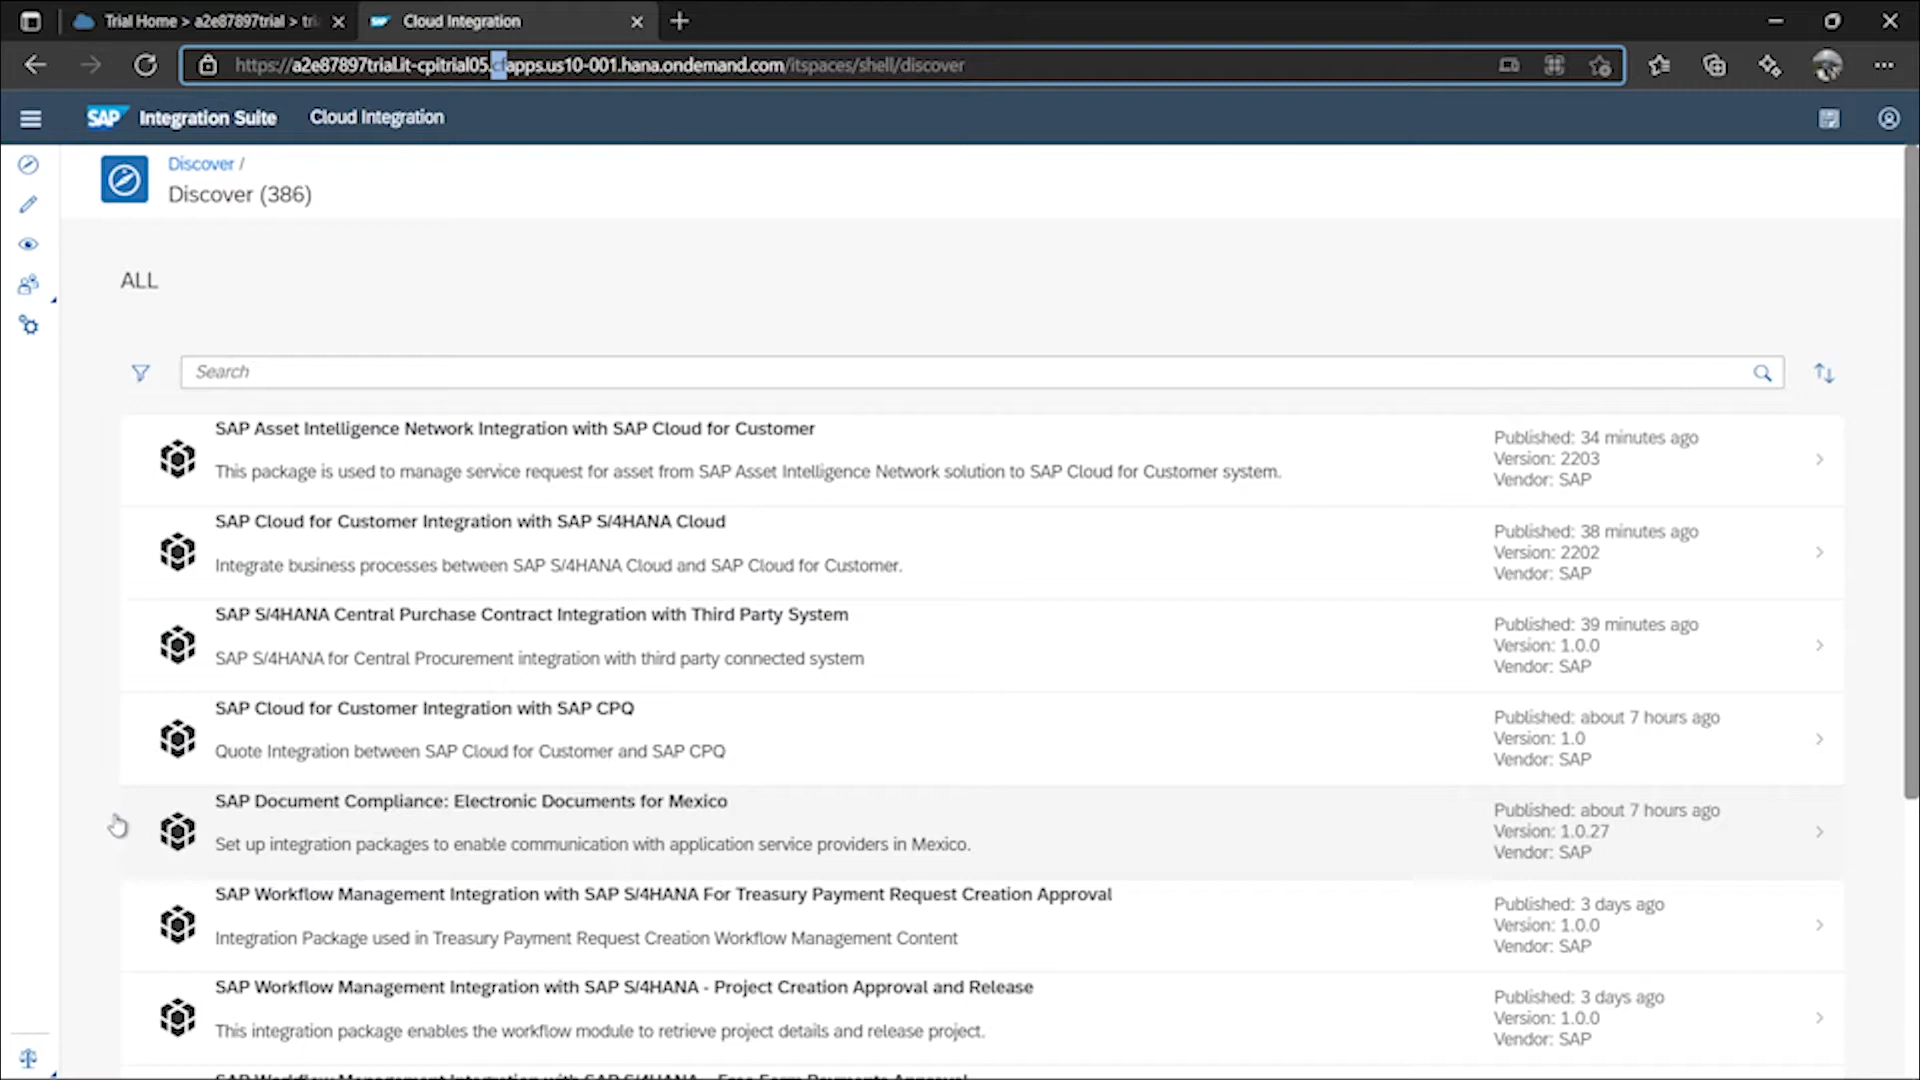 Trial Home > a2e87897trial > tri
Cloud Integration
https://a2e87897trial.it-cpitrial05.cfapps.us10-001.hana.ondemand.com/itspaces/shell/discover
SAP Integration Suite Cloud Integration
Discover /
Discover (386)
ALL
Search
SAP Asset Intelligence Network Integration with SAP Cloud for Customer
This package is used to manage service request for asset from SAP Asset Intelligence Network solution to SAP Cloud for Customer system.
Published: 34 minutes ago
Version: 2203
Vendor: SAP
SAP Cloud for Customer Integration with SAP S/4HANA Cloud
Integrate business processes between SAP S/4HANA Cloud and SAP Cloud for Customer.
Published: 38 minutes ago
Version: 2202
Vendor: SAP
SAP S/4HANA Central Purchase Contract Integration with Third Party System
SAP S/4HANA for Central Procurement integration with third party connected system
Published: 39 minutes ago
Version: 1.0.0
Vendor: SAP
SAP Cloud for Customer Integration with SAP CPQ
Quote Integration between SAP Cloud for Customer and SAP CPQ
Published: about 7 hours ago
Version: 1.0
Vendor: SAP
SAP Document Compliance: Electronic Documents for Mexico
Set up integration packages to enable communication with application service providers in Mexico.
Published: about 7 hours ago
Version: 1.0.27
Vendor: SAP
SAP Workflow Management Integration with SAP S/4HANA For Treasury Payment Request Creation Approval
Integration Package used in Treasury Payment Request Creation Workflow Management Content
Published: 3 days ago
Version: 1.0.0
Vendor: SAP
SAP Workflow Management Integration with SAP S/4HANA - Project Creation Approval and Release
This integration package enables the workflow module to retrieve project details and release project.
Published: 3 days ago
Version: 1.0.0
Vendor: SAP
SAP Workflow Management Integration with SAP S/4HANA - Free Form Payments Approval